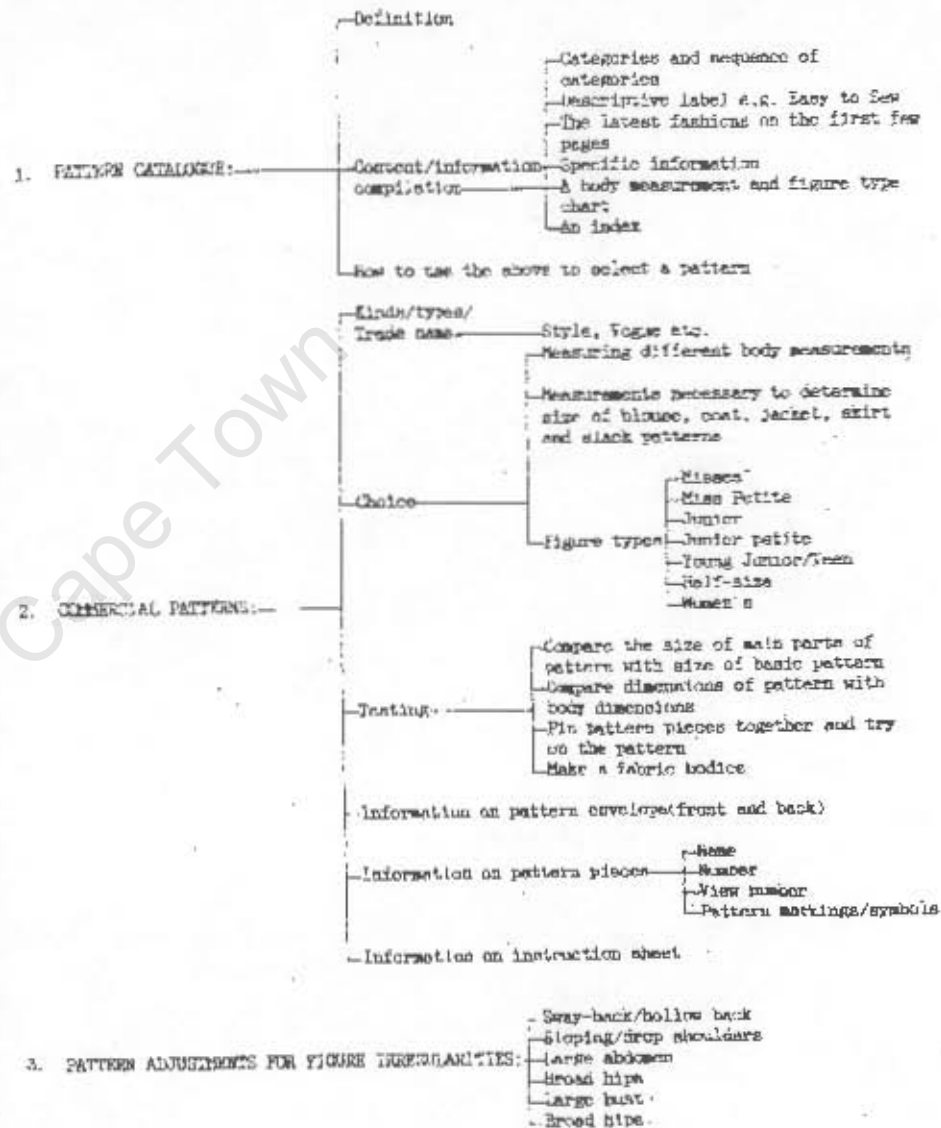 Definition
Categories and sequence of
categories
Descriptive label e.g. Easy to Sew
The latest fashions on the first few
pages
1. PATTERN CATALOGUE:
Content/information
compilation
Specific information
A body measurement and figure type
chart
An index
How to use the above to select a pattern
Kinds/types/
Trade name
Style, Vogue etc.
Measuring different body measurements
Measurements necessary to determine
size of blouse, coat, jacket, skirt
and slack patterns
Choice
Figure types
Misses'
Miss Petite
Junior
Junior petite
Young Junior/Teen
Half-size
Women's
2. COMMERCIAL PATTERNS:
Testing
Compare the size of main parts of
pattern with size of basic pattern
Compare dimensions of pattern with
body dimensions
Pin pattern pieces together and try
on the pattern
Make a fabric bodice
Information on pattern envelope(front and back)
Information on pattern pieces
Name
Number
View number
Pattern markings/symbols
Information on instruction sheet
3. PATTERN ADJUSTMENTS FOR FIGURE IRREGULARITIES:
Sway-back/hollow back
Sloping/drop shoulders
Large abdomen
Broad hips
Large bust
Broad hips
Cape Town